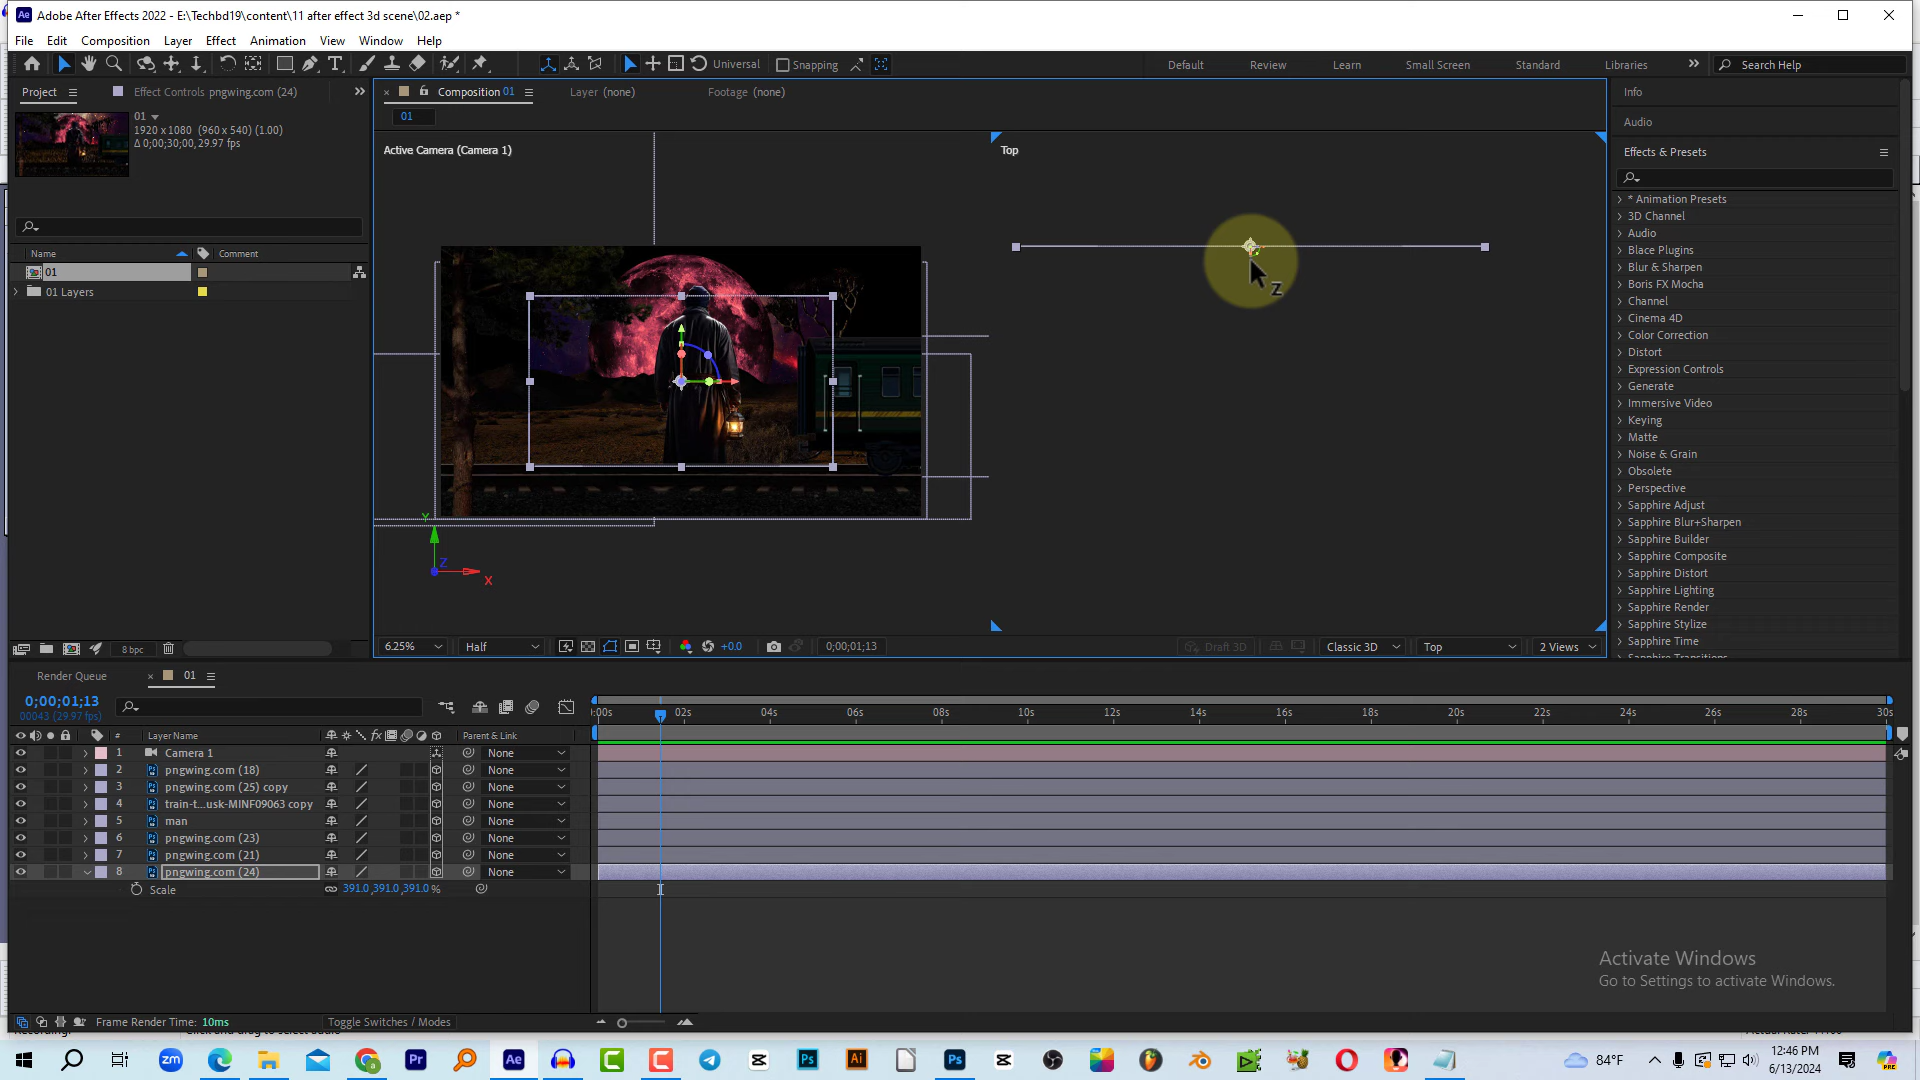 Adobe After Effects 2022 - E:\Techbd19\content\11 after effect 3d scene\02.aep *
File Edit Composition Layer Effect Animation View Window Help
Universal Snapping Default Review Learn Small Screen Standard Libraries Search Help
Project Effect Controls pngwing.com (24)
Composition 01 Layer (none) Footage (none)
01
01
1920 x 1080 (960 x 540) (1.00)
Δ 0;00;30;00, 29.97 fps
Name Comment
01
01 Layers
8 bpc
Active Camera (Camera 1)
Top
Z
Y
Z
X
6.25% Half +0.0 0;00;01;13 Draft 3D Classic 3D Top 2 Views
Info
Audio
Effects & Presets
* Animation Presets
3D Channel
Audio
Blace Plugins
Blur & Sharpen
Boris FX Mocha
Channel
Cinema 4D
Color Correction
Distort
Expression Controls
Generate
Immersive Video
Keying
Matte
Noise & Grain
Obsolete
Perspective
Sapphire Adjust
Sapphire Blur+Sharpen
Sapphire Builder
Sapphire Composite
Sapphire Distort
Sapphire Lighting
Sapphire Render
Sapphire Stylize
Sapphire Time
Sapphire Transitions
Render Queue 01
0;00;01;13
00043 (29.97 fps)
:00s 02s 04s 06s 08s 10s 12s 14s 16s 18s 20s 22s 24s 26s 28s 30s
# Layer Name fx Parent & Link
1 Camera 1 None
2 pngwing.com (18) None
3 pngwing.com (25) copy None
4 train-t...usk-MINF09063 copy None
5 man None
6 pngwing.com (23) None
7 pngwing.com (21) None
8 pngwing.com (24) None
Scale 391.0,391.0,391.0 %
Activate Windows
Go to Settings to activate Windows.
Frame Render Time: 10ms Toggle Switches / Modes
zm Pr Ae Ps Ai Ps
84°F
12:46 PM
6/13/2024